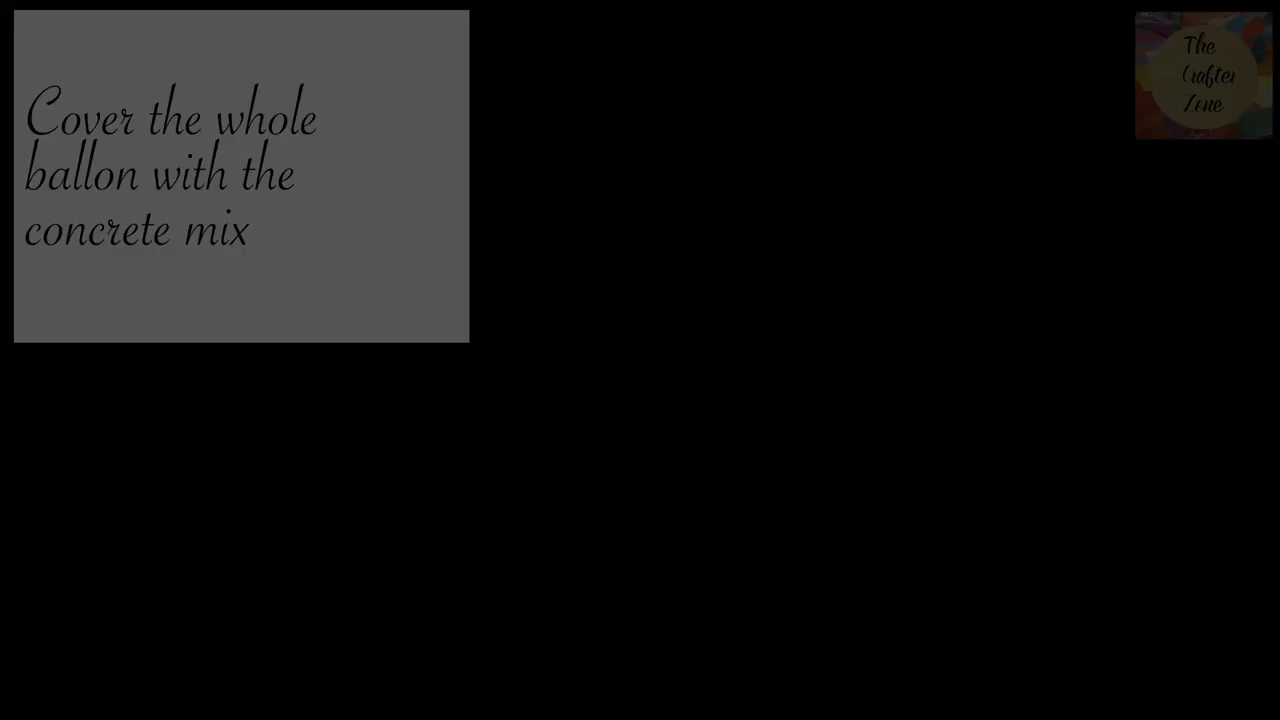 Cover the whole
ballon with the
concrete mix
The
Crafter
Zone